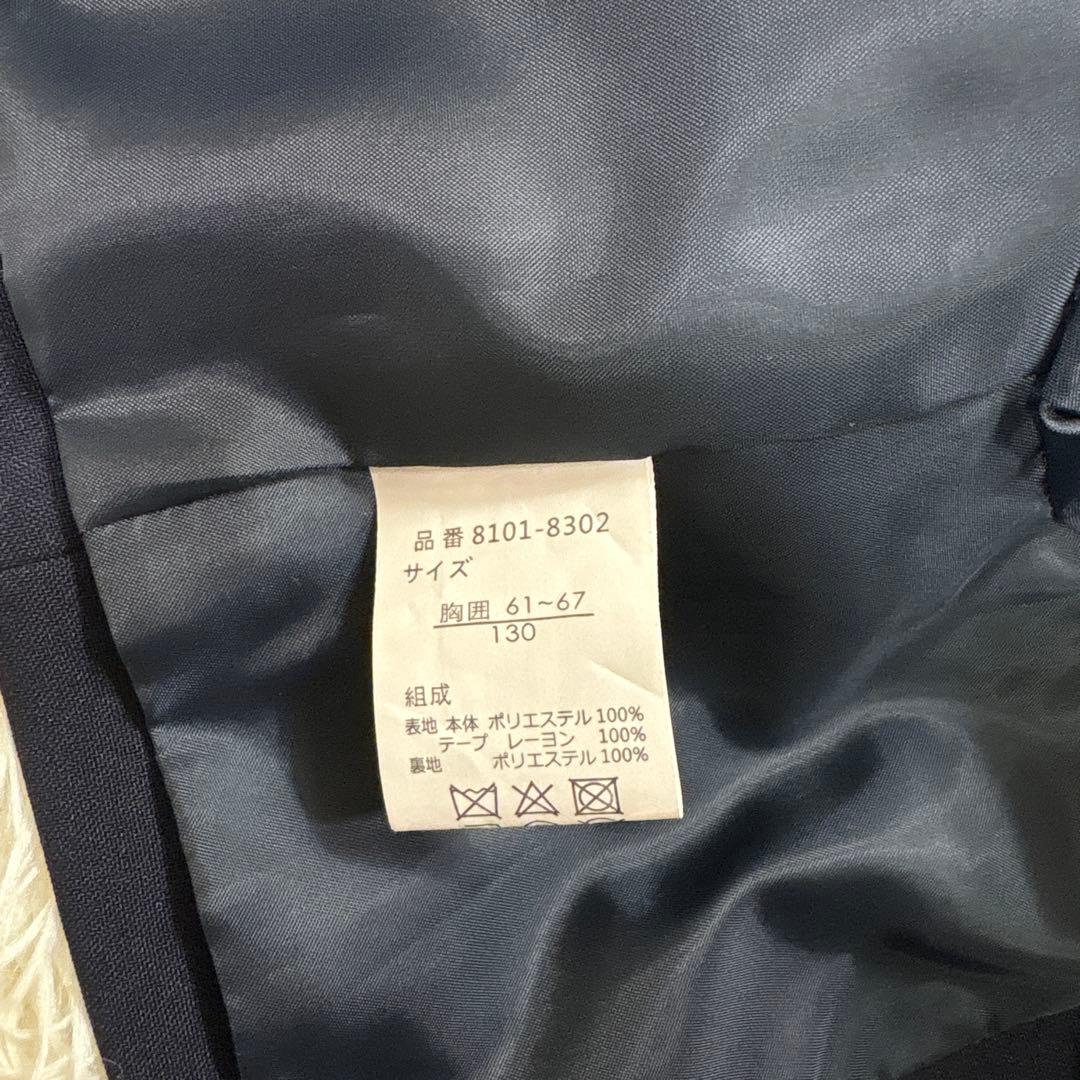 品番 8101-8302
サイズ
胸囲 61~67
130
組成
表地 本体 ポリエステル 100%
テープ レーヨン 100%
裏地 ポリエステル 100%